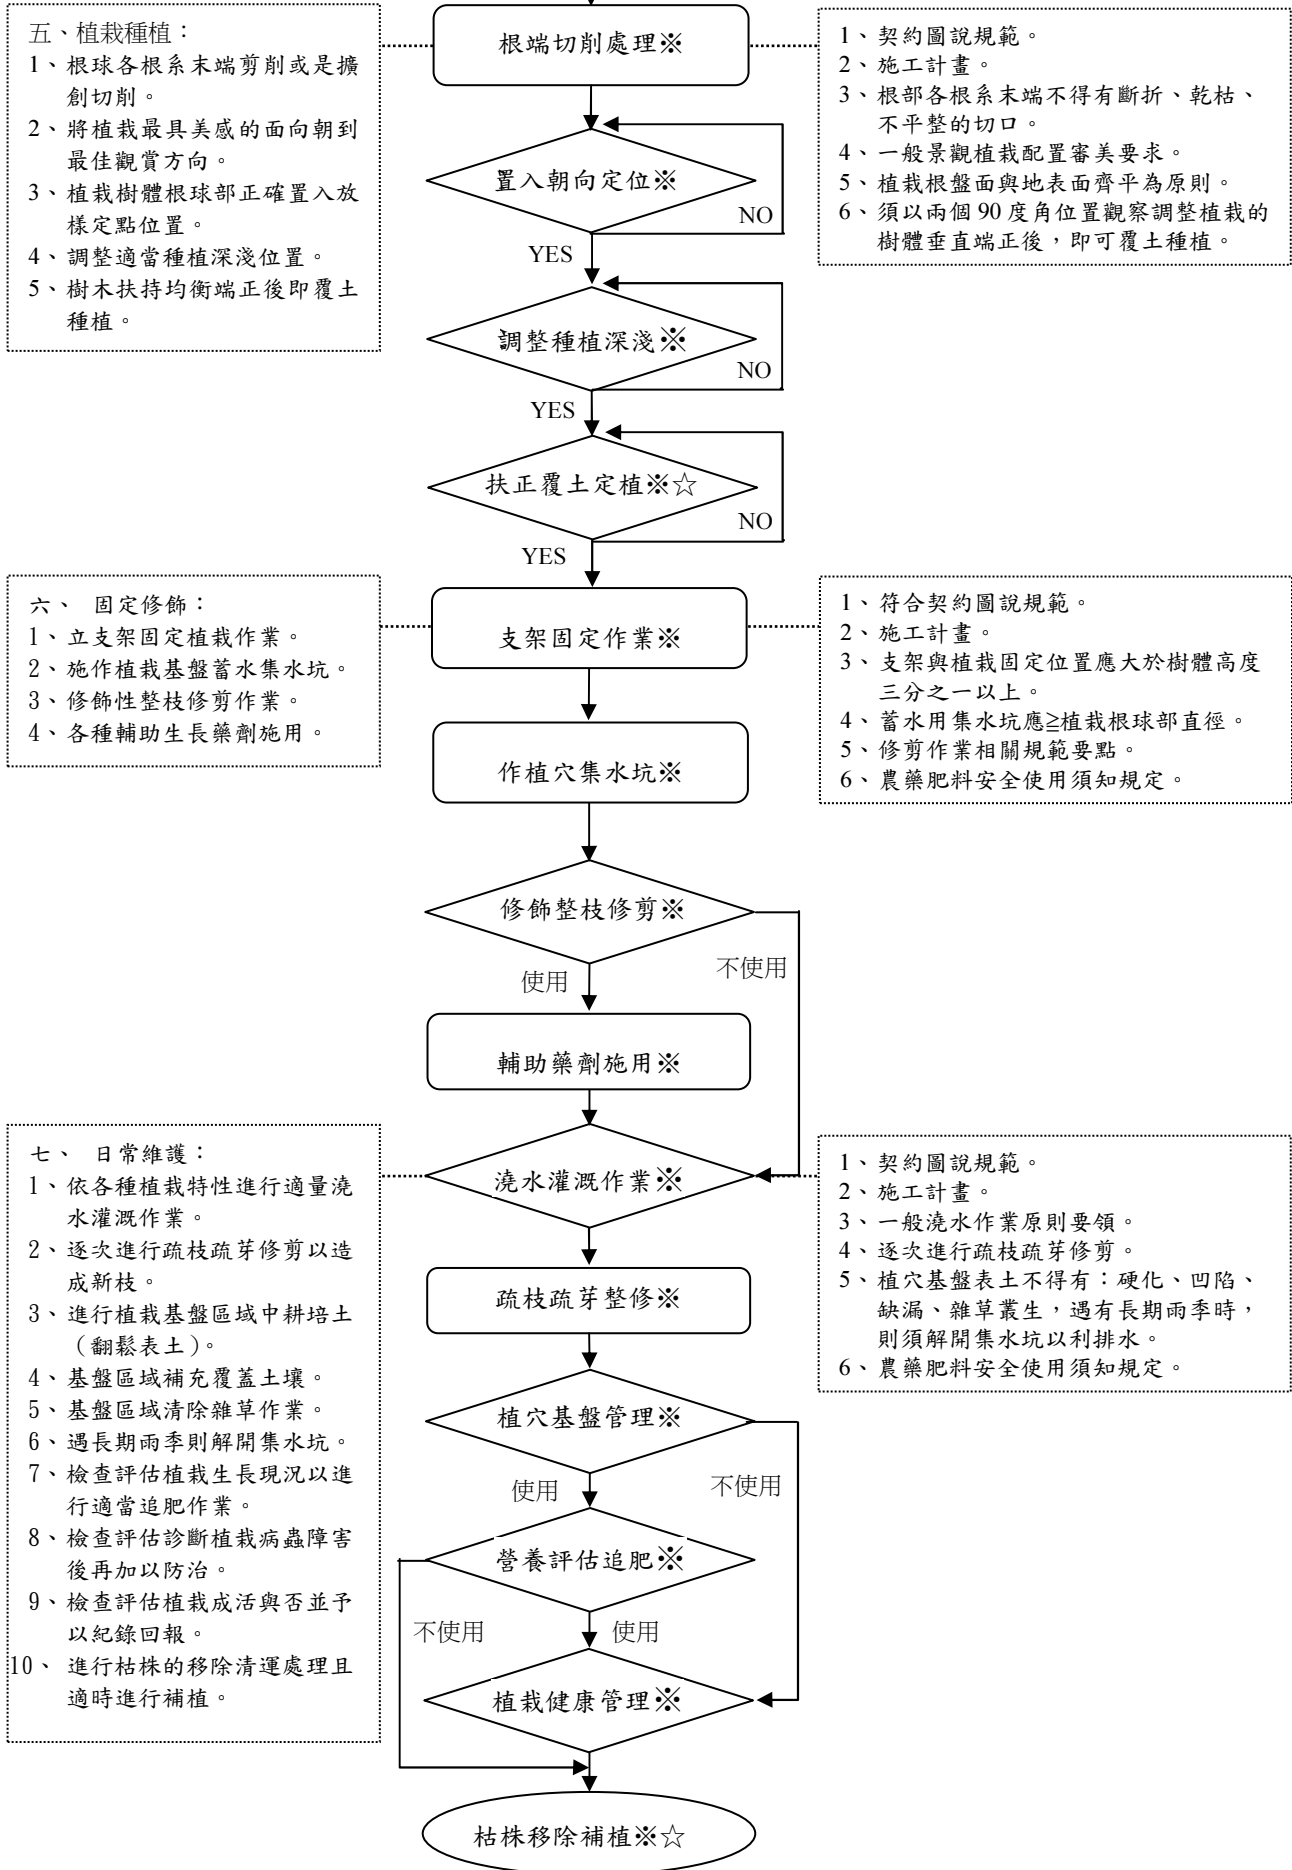 五、植栽種植：
1、根球各根系末端剪削或是擴
創切削。
2、將植栽最具美感的面向朝到
最佳觀賞方向。
3、植栽樹體根球部正確置入放
樣定點位置。
4、調整適當種植深淺位置。
5、樹木扶持均衡端正後即覆土
種植。
根端切削處理※
1、契約圖說規範。
2、施工計畫。
3、根部各根系末端不得有斷折、乾枯、
不平整的切口。
4、一般景觀植栽配置審美要求。
5、植栽根盤面與地表面齊平為原則。
6、須以兩個 90 度角位置觀察調整植栽的
樹體垂直端正後，即可覆土種植。
置入朝向定位※
NO
YES
調整種植深淺※
NO
YES
扶正覆土定植※☆
NO
YES
六、 固定修飾：
1、立支架固定植栽作業。
2、施作植栽基盤蓄水集水坑。
3、修飾性整枝修剪作業。
4、各種輔助生長藥劑施用。
支架固定作業※
1、符合契約圖說規範。
2、施工計畫。
3、支架與植栽固定位置應大於樹體高度
三分之一以上。
4、蓄水用集水坑應≧植栽根球部直徑。
5、修剪作業相關規範要點。
6、農藥肥料安全使用須知規定。
作植穴集水坑※
修飾整枝修剪※
使用
不使用
輔助藥劑施用※
七、 日常維護：
1、依各種植栽特性進行適量澆
水灌溉作業。
2、逐次進行疏枝疏芽修剪以造
成新枝。
3、進行植栽基盤區域中耕培土
（翻鬆表土）。
4、基盤區域補充覆蓋土壤。
5、基盤區域清除雜草作業。
6、遇長期雨季則解開集水坑。
7、檢查評估植栽生長現況以進
行適當追肥作業。
8、檢查評估診斷植栽病蟲障害
後再加以防治。
9、檢查評估植栽成活與否並予
以紀錄回報。
10、 進行枯株的移除清運處理且
適時進行補植。
澆水灌溉作業※
1、契約圖說規範。
2、施工計畫。
3、一般澆水作業原則要領。
4、逐次進行疏枝疏芽修剪。
5、植穴基盤表土不得有：硬化、凹陷、
缺漏、雜草叢生，遇有長期雨季時，
則須解開集水坑以利排水。
6、農藥肥料安全使用須知規定。
疏枝疏芽整修※
植穴基盤管理※
使用
不使用
營養評估追肥※
不使用
使用
植栽健康管理※
枯株移除補植※☆